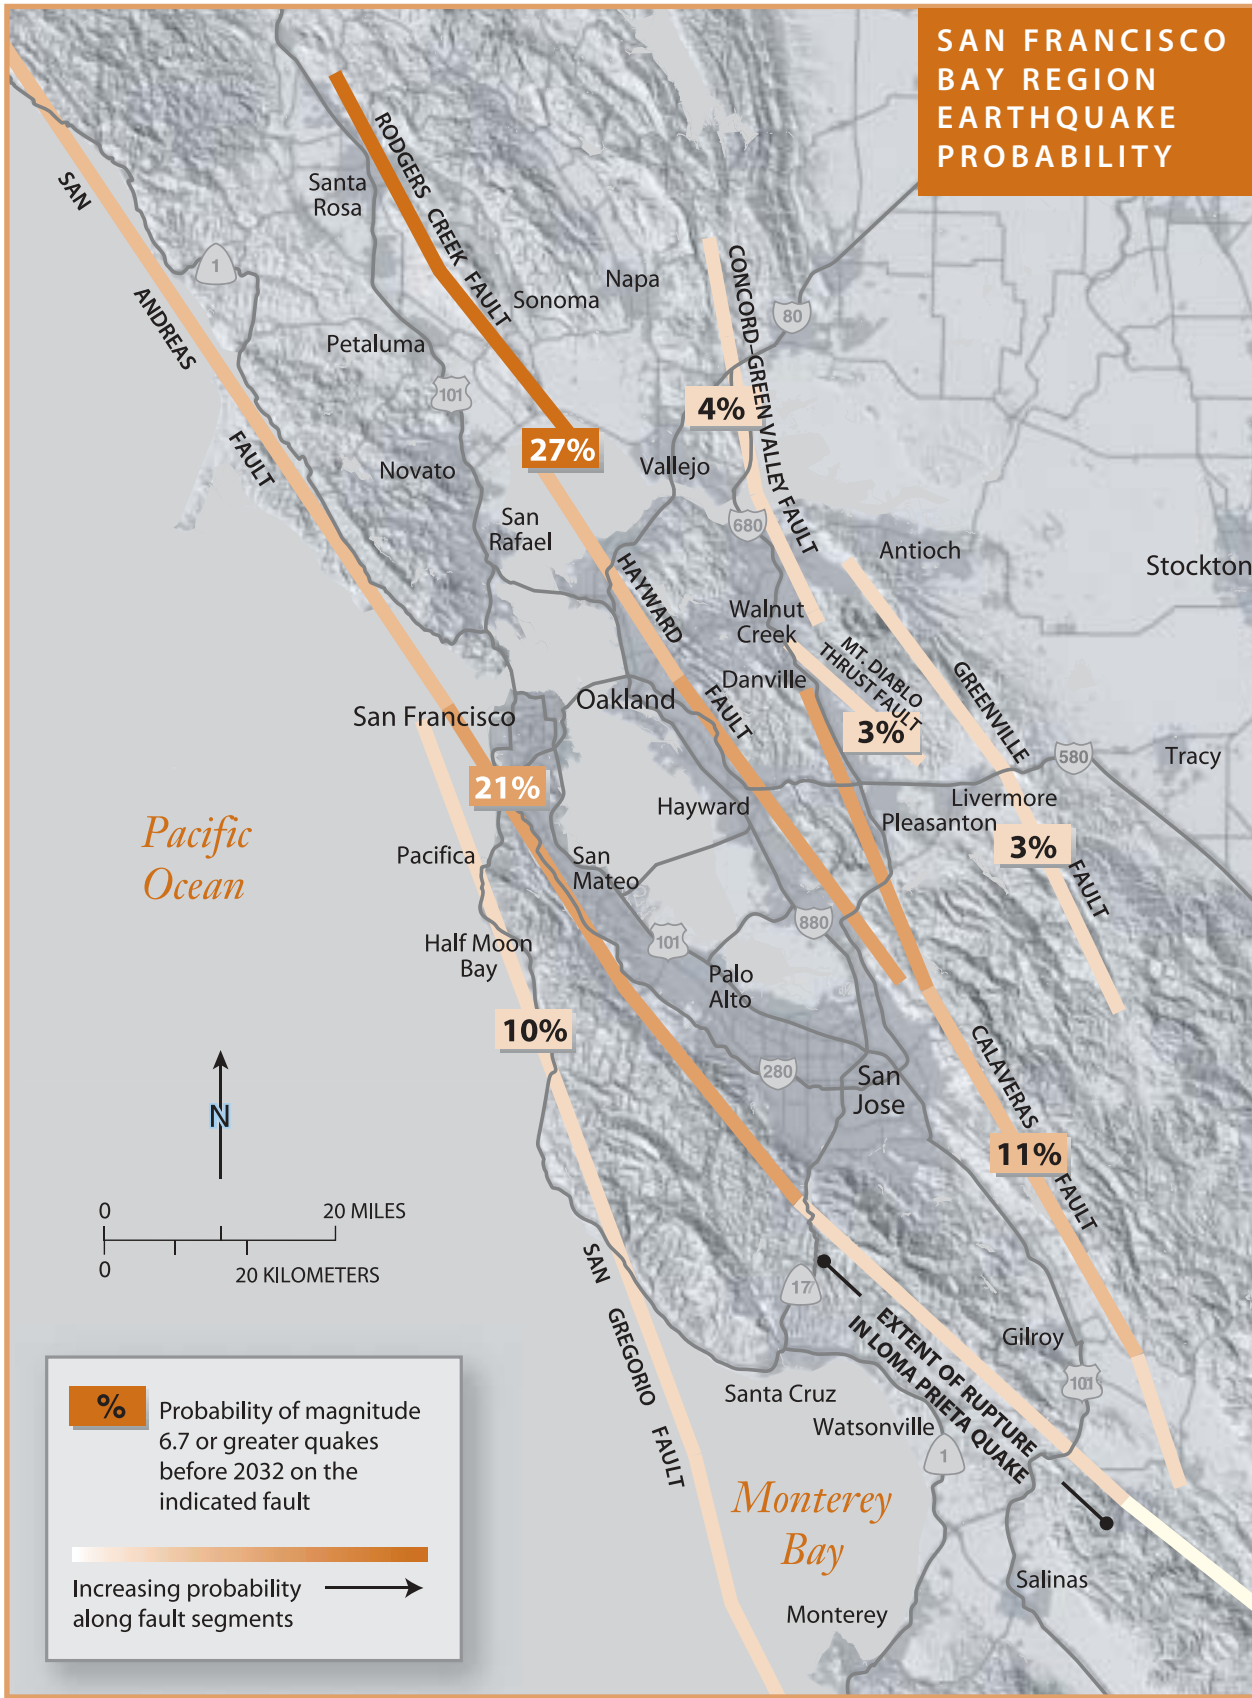 SAN FRANCISCO
BAY REGION
EARTHQUAKE
PROBABILITY
RODGERS CREEK FAULT
SAN ANDREAS FAULT
Santa
Rosa
1
CONCORD–GREEN VALLEY FAULT
Napa
Sonoma
80
Petaluma
101
4%
27%
Vallejo
Novato
San
Rafael
680
Antioch
Stockton
HAYWARD FAULT
Walnut
Creek
MT. DIABLO
THRUST FAULT
GREENVILLE FAULT
Danville
Oakland
San Francisco
3%
580
Tracy
21%
Hayward
Livermore
Pleasanton
Pacific
Ocean
Pacifica
San
Mateo
3%
880
101
Half Moon
Bay
Palo
Alto
10%
280
San
Jose
CALAVERAS FAULT
N
11%
0
20 MILES
0
20 KILOMETERS
SAN GREGORIO FAULT
17
EXTENT OF RUPTURE
IN LOMA PRIETA QUAKE
Gilroy
101
Santa Cruz
Watsonville
1
Monterey
Bay
Salinas
Monterey
%
Probability of magnitude
6.7 or greater quakes
before 2032 on the
indicated fault
Increasing probability
along fault segments